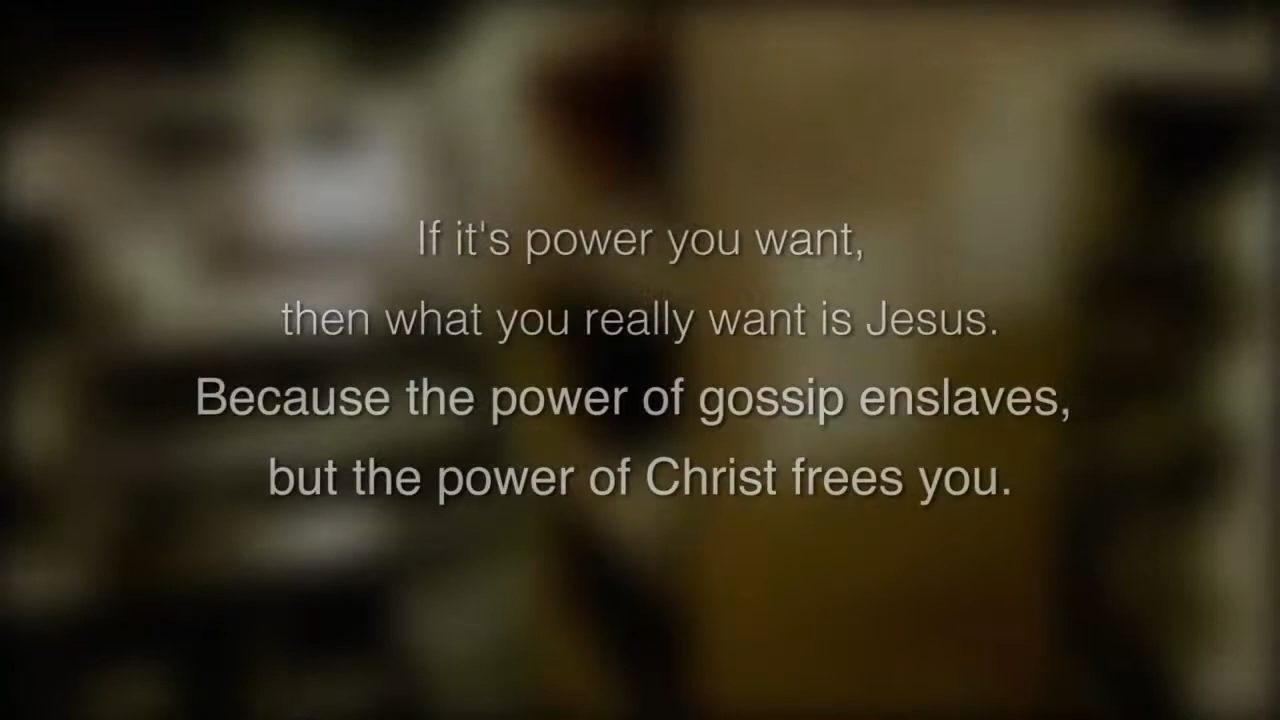 If it's power you want,
then what you really want is Jesus.
Because the power of gossip enslaves,
but the power of Christ frees you.